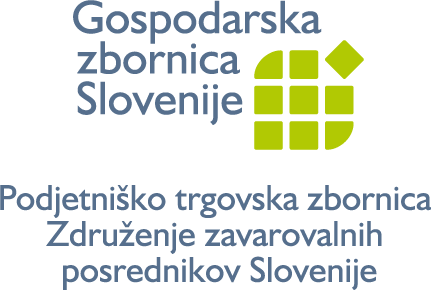 Gospodarska
zbornica
Slovenije
Podjetniško trgovska zbornica
Združenje zavarovalnih
posrednikov Slovenije